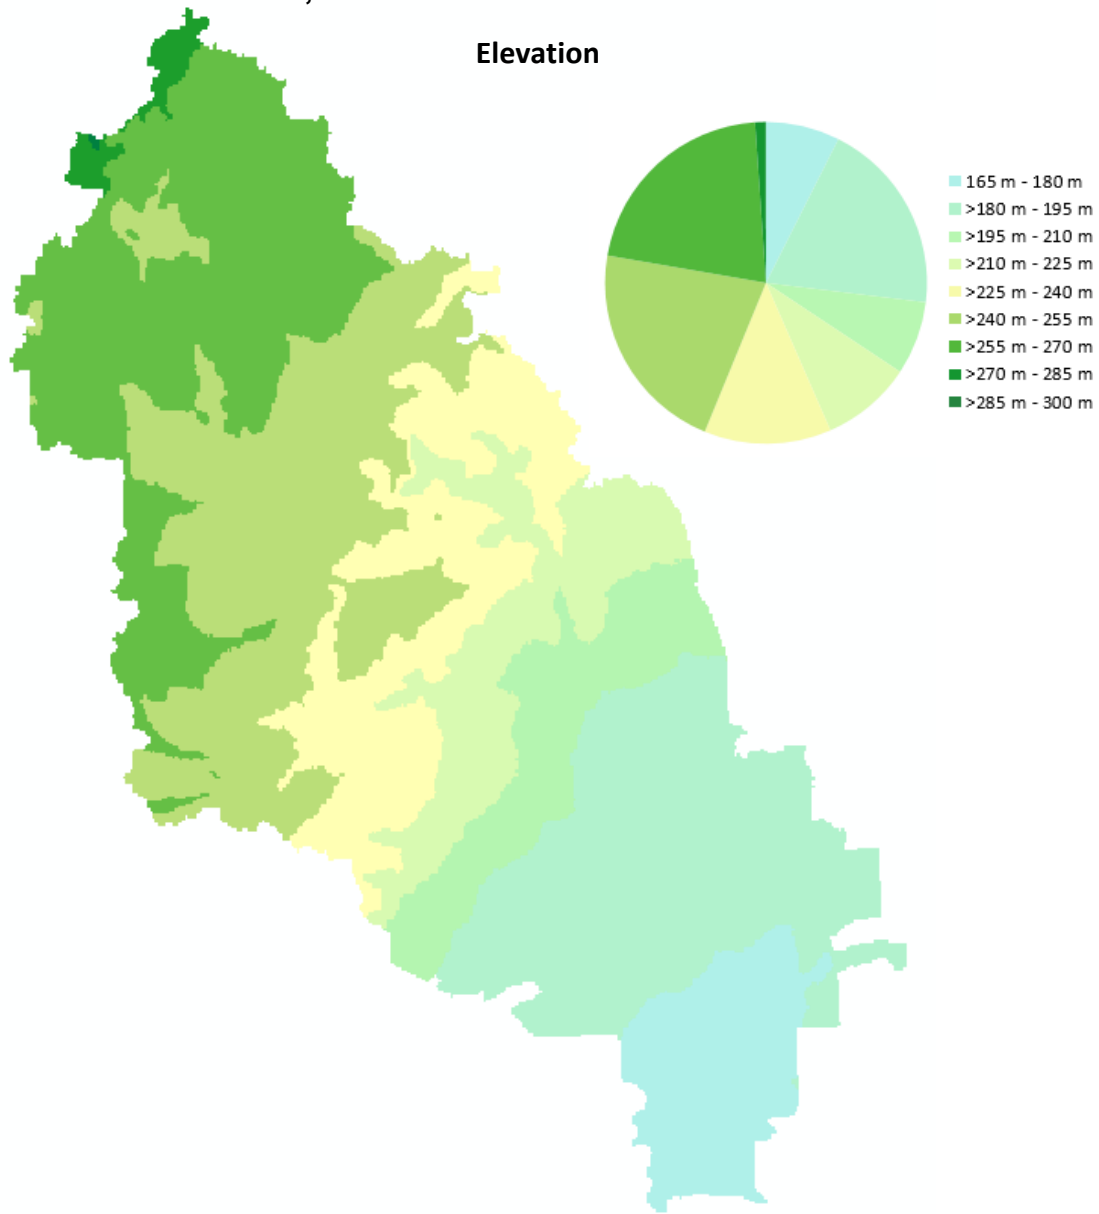 Elevation
165 m - 180 m
>180 m - 195 m
>195 m - 210 m
>210 m - 225 m
>225 m - 240 m
>240 m - 255 m
>255 m - 270 m
>270 m - 285 m
>285 m - 300 m